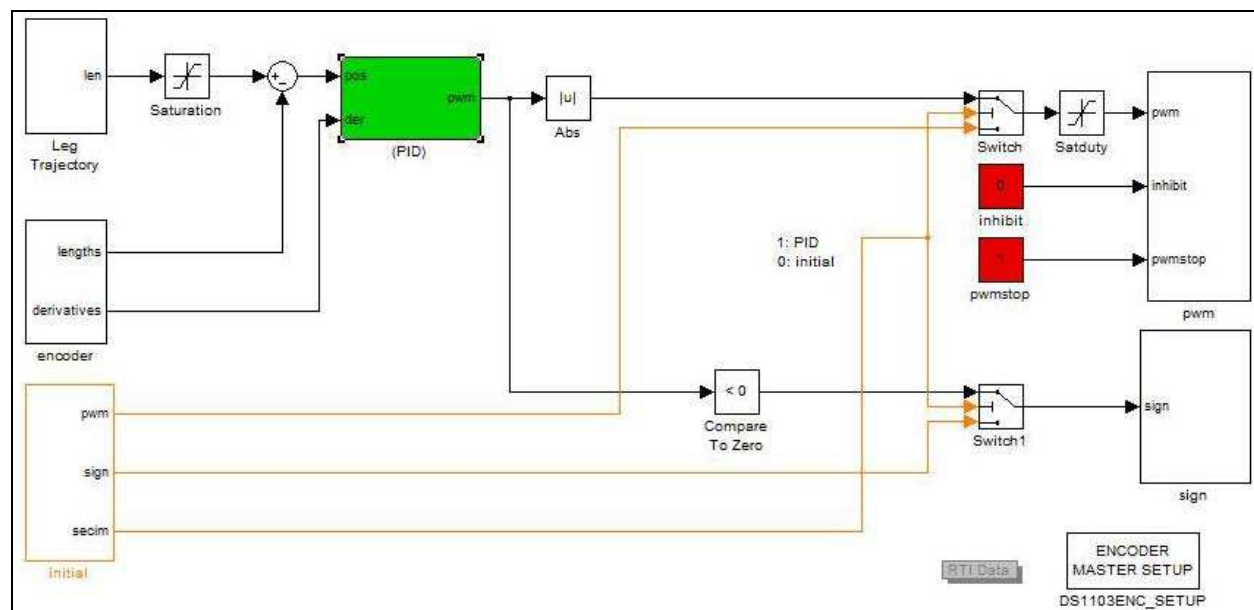 len
Leg
Trajectory
Saturation
+
-
pos
der
pwm
(PID)
|u|
Abs
Switch
Satduty
pwm
inhibit
pwmstop
pwm
0
inhibit
pwmstop
lengths
derivatives
encoder
1: PID
0: initial
< 0
Compare
To Zero
Switch1
sign
sign
pwm
sign
secim
initial
RTI Data
ENCODER
MASTER SETUP
DS1103ENC_SETUP